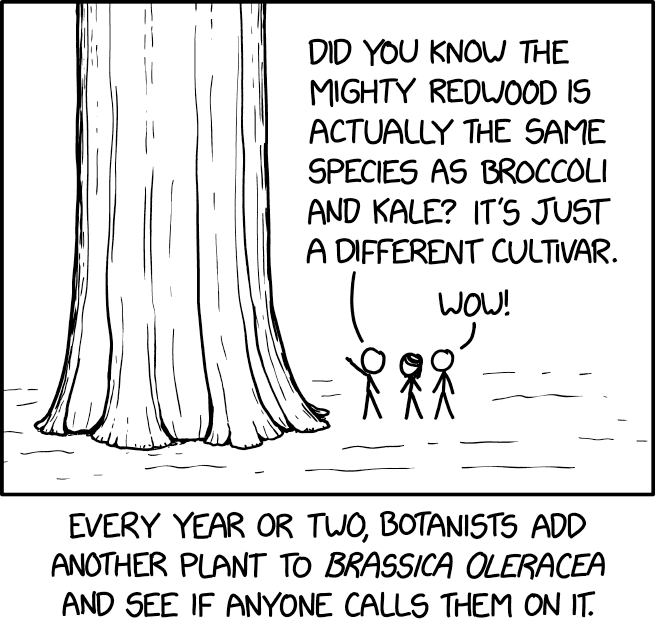 DID YOU KNOW THE
MIGHTY REDWOOD IS
ACTUALLY THE SAME
SPECIES AS BROCCOLI
AND KALE? IT'S JUST
A DIFFERENT CULTIVAR.
WOW!
EVERY YEAR OR TWO, BOTANISTS ADD
ANOTHER PLANT TO BRASSICA OLERACEA
AND SEE IF ANYONE CALLS THEM ON IT.